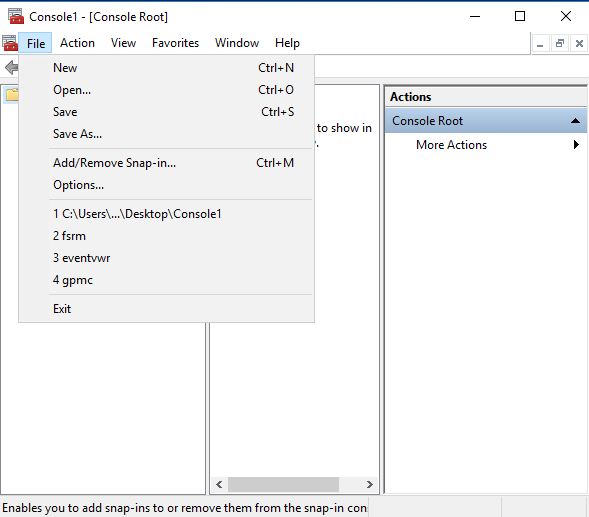 Console1 - [Console Root]
File Action View Favorites Window Help
New Ctrl+N
Open... Ctrl+O
Save Ctrl+S
Save As...
Add/Remove Snap-in... Ctrl+M
Options...
1 C:\Users\...\Desktop\Console1
2 fsrm
3 eventvwr
4 gpmc
Exit
to show in
Actions
Console Root
More Actions
Enables you to add snap-ins to or remove them from the snap-in con